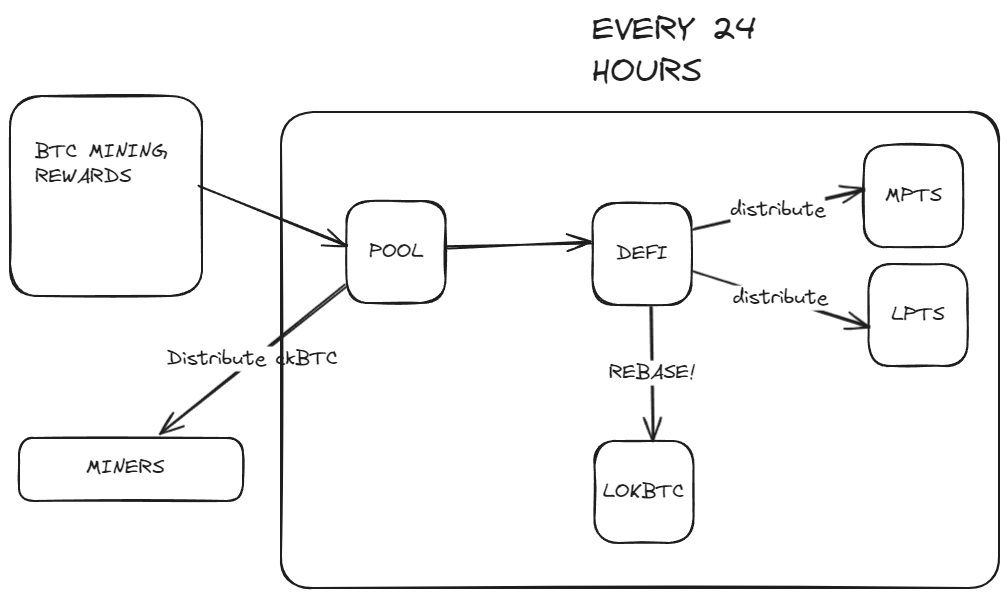 EVERY 24
HOURS
BTC MINING
REWARDS
POOL
DEFI
distribute
MPTS
distribute
LPTS
Distribute ckBTC
REBASE!
MINERS
LOKBTC